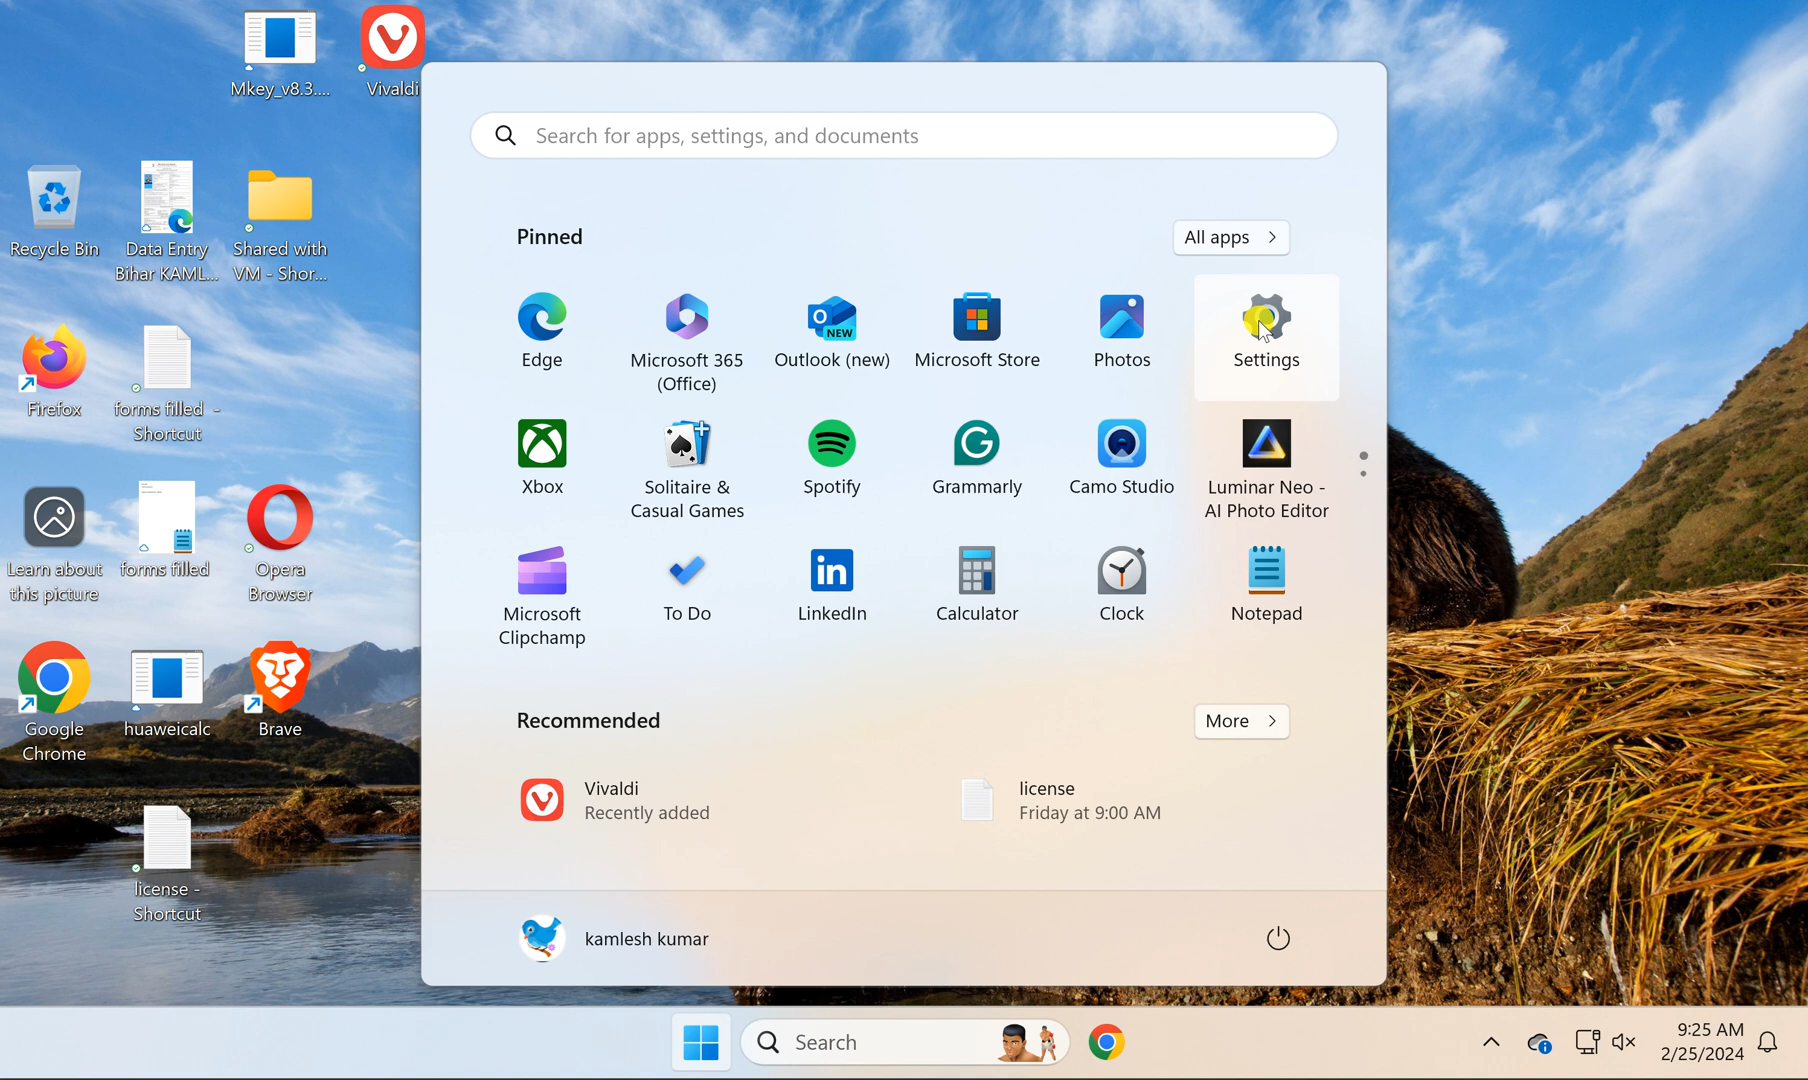 Mkey_v8.3....
Vivaldi
Search for apps, settings, and documents
Recycle Bin
Data Entry
Bihar KAML...
Shared with
VM - Shor...
Pinned
All apps
Edge
Microsoft 365
(Office)
Outlook (new)
NEW
Microsoft Store
Photos
Settings
Firefox
forms filled -
Shortcut
Xbox
Solitaire &
Casual Games
Spotify
Grammarly
Camo Studio
Luminar Neo -
AI Photo Editor
Learn about
this picture
forms filled
Opera
Browser
Microsoft
Clipchamp
To Do
LinkedIn
Calculator
Clock
Notepad
Google
Chrome
huaweicalc
Brave
Recommended
More
Vivaldi
Recently added
license
Friday at 9:00 AM
license -
Shortcut
kamlesh kumar
Search
9:25 AM
2/25/2024